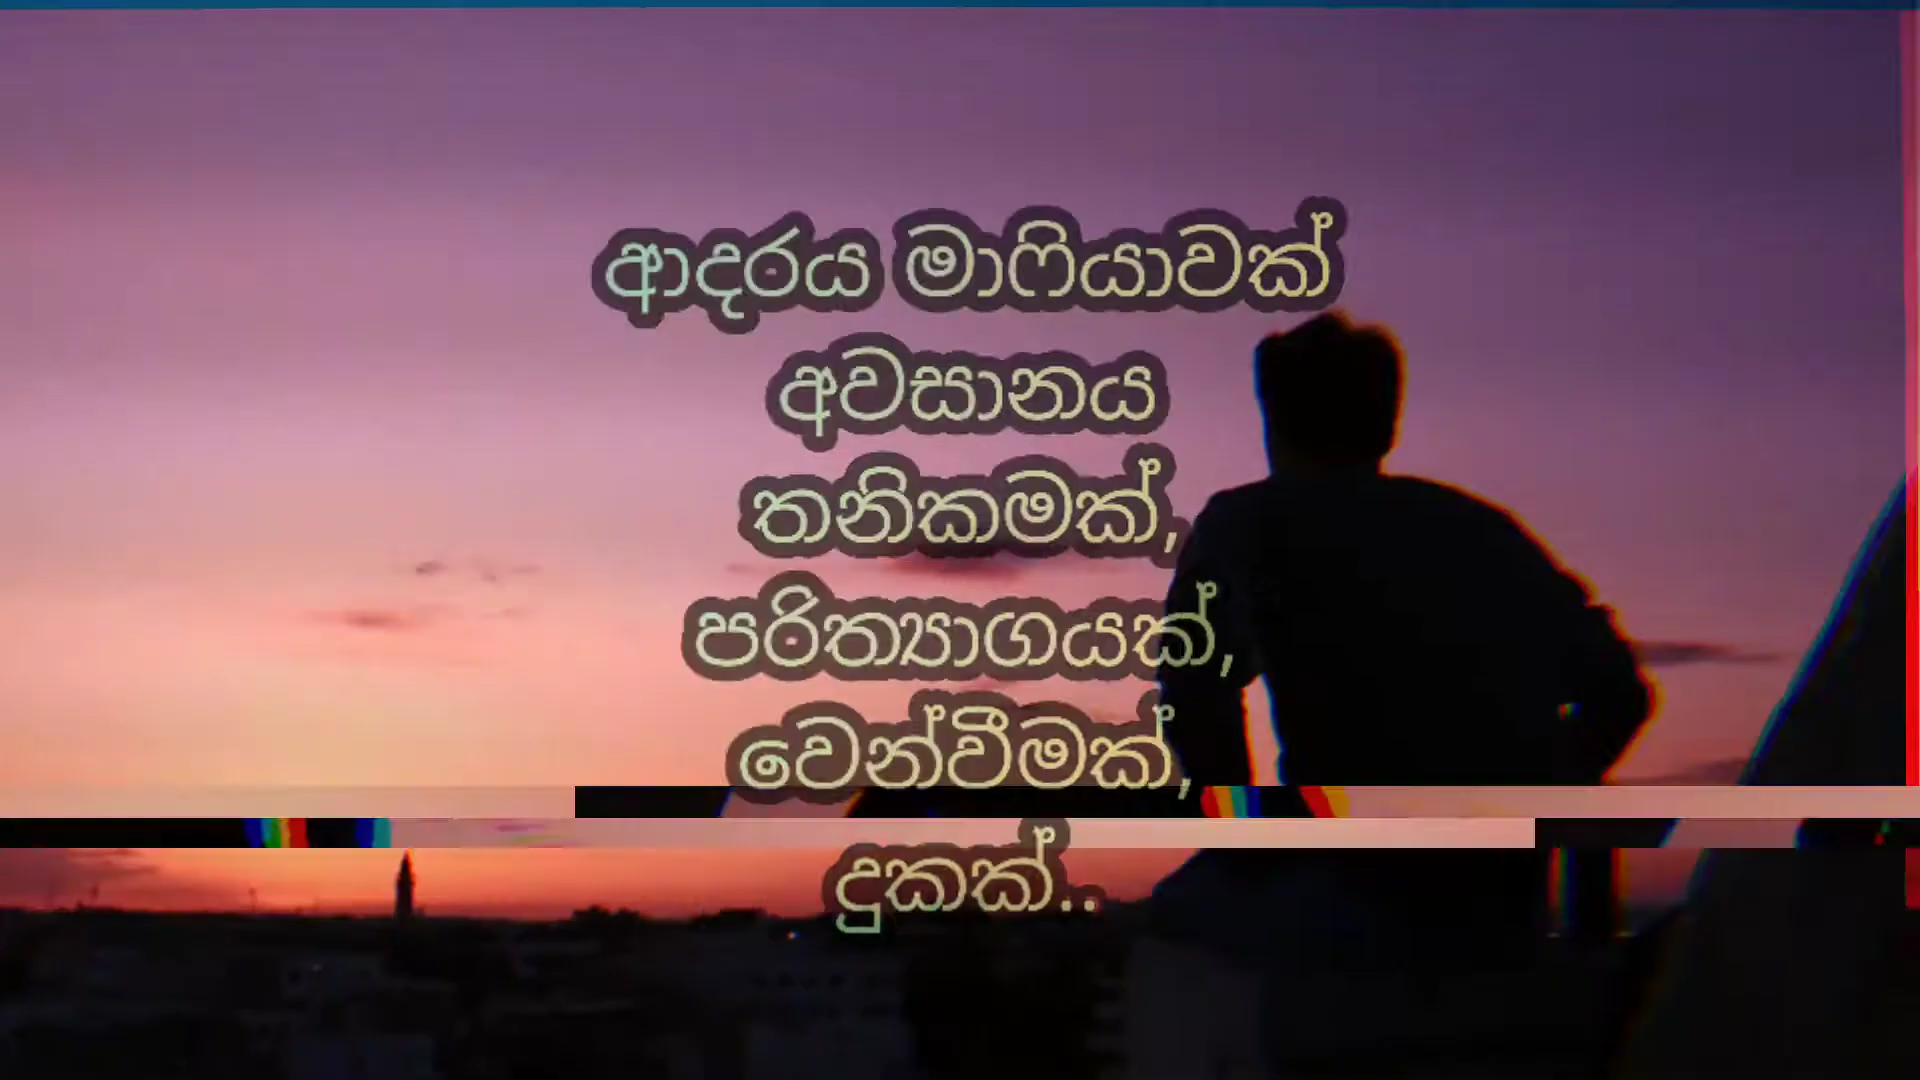 ආදරය මාෆියාවක්
අවසානය
තනිකමක්,
පරිත්‍යාගයක්,
වෙන්වීමක්,
දුකක්..